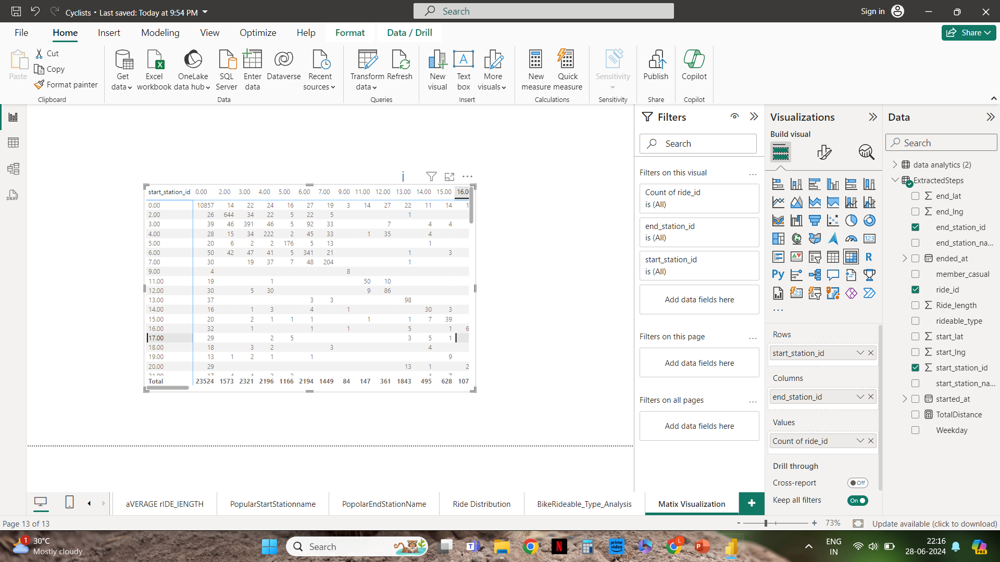 Cyclists • Last saved: Today at 9:54 PM
Search
Sign in
File Home Insert Modeling View Optimize Help Format Data / Drill
Share
Paste
Cut
Copy
Format painter
Clipboard
Get data
Excel workbook
OneLake data hub
SQL Server
Enter data
Dataverse
Recent sources
Data
Transform data
Refresh
Queries
New visual
Text box
More visuals
Insert
New measure
Quick measure
Calculations
Sensitivity
Sensitivity
Publish
Share
Copilot
Copilot
start_station_id 0.00 2.00 3.00 4.00 5.00 6.00 7.00 9.00 11.00 12.00 13.00 14.00 15.00 16.0
0.00 10857 14 22 24 16 27 19 3 14 27 22 11 14 1
2.00 26 644 34 22 5 22 5 1
3.00 39 46 391 46 5 92 33 7 4 4
4.00 28 15 34 222 2 45 33 1 35 4
5.00 20 6 2 2 176 5 13 1
6.00 50 42 47 41 5 341 21 1 3
7.00 30 19 37 7 48 204 1
9.00 4 8
11.00 19 1 50 10
12.00 30 5 30 9 86
13.00 37 3 3 98
14.00 16 1 3 4 1 30 3
15.00 20 2 1 1 1 1 1 7 39
16.00 32 1 1 1 5 1 6
17.00 29 2 5 3 5 1
18.00 18 3 2 3 4
19.00 13 1 2 1 1 9
20.00 29 13 1 2
21.00 17 4 4 2 3 4 7
Total 23524 1573 2321 2196 1166 2194 1449 84 147 361 1843 495 628 107
Filters
Search
Filters on this visual ...
Count of ride_id
is (All)
end_station_id
is (All)
start_station_id
is (All)
Add data fields here
Filters on this page ...
Add data fields here
Filters on all pages ...
Add data fields here
Visualizations
Build visual
123
R
Py
123
...
Rows
start_station_id
Columns
end_station_id
Values
Count of ride_id
Drill through
Cross-report
Off
Keep all filters
On
Data
Search
data analytics (2)
ExtractedSteps
end_lat
end_lng
end_station_id
end_station_na...
ended_at
member_casual
ride_id
Ride_length
rideable_type
start_lat
start_lng
start_station_id
start_station_na...
started_at
TotalDistance
Weekday
aVERAGE rIDE_lENGTH
PopularStartStationname
PopolarEndStationName
Ride Distribution
BikeRideable_Type_Analysis
Matix Visualization
+
Page 13 of 13
- + 73%
Update available (click to download)
1
30°C
Mostly cloudy
Search
N
prime video
L
P
ENG
IN
22:16
28-06-2024
PRE